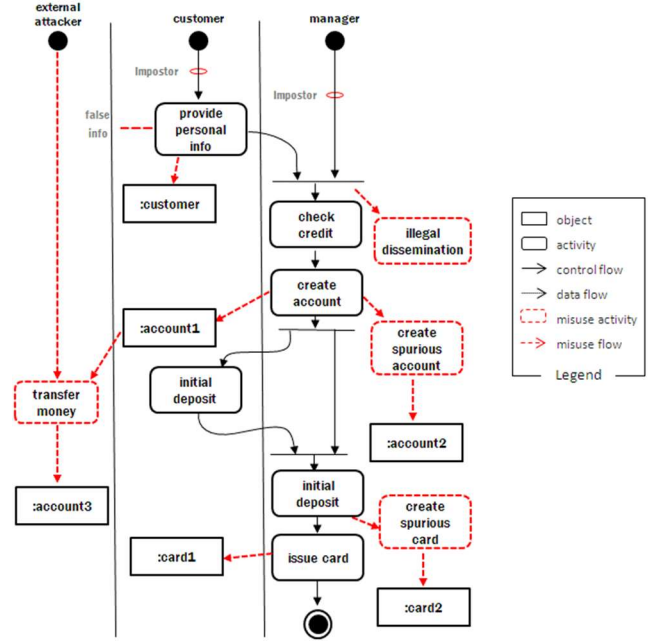 external
attacker
customer
manager
Impostor
Impostor
false
info
provide
personal
info
:customer
check
credit
illegal
dissemination
create
account
:account1
create
spurious
account
transfer
money
initial
deposit
:account2
:account3
initial
deposit
create
spurious
card
:card1
issue card
:card2
object
activity
control flow
data flow
misuse activity
misuse flow
Legend